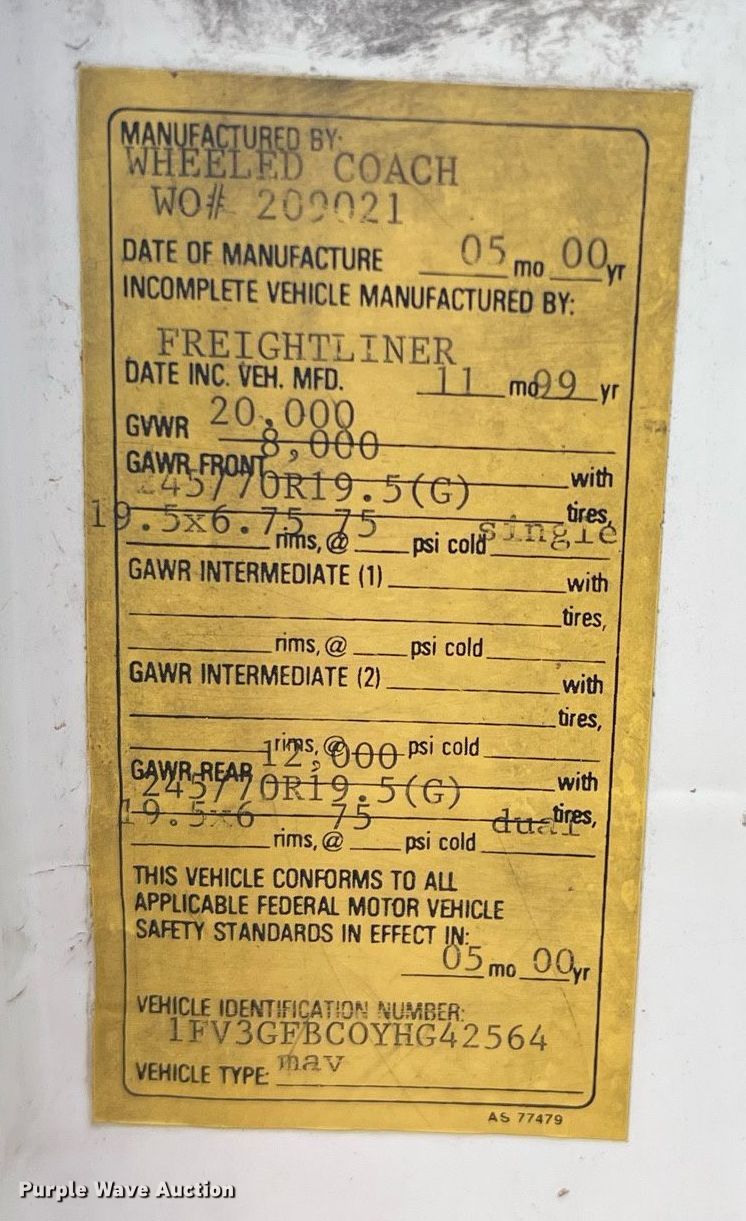 MANUFACTURED BY:
WHEELED COACH
WO# 209021
DATE OF MANUFACTURE 05 mo 00 yr
INCOMPLETE VEHICLE MANUFACTURED BY:
FREIGHTLINER
DATE INC. VEH. MFD. 11 mo 99 yr
GVWR 20,000
8,000
GAWR FRONT with
245/70R19.5(G)
tires,
19.5x6.75 75 single
rims, @ psi cold
GAWR INTERMEDIATE (1) with
tires,
rims, @ psi cold
GAWR INTERMEDIATE (2) with
tires,
rims, @ psi cold
12,000
GAWR REAR with
245/70R19.5(G)
19.5x6 75 dual tires,
rims, @ psi cold
THIS VEHICLE CONFORMS TO ALL
APPLICABLE FEDERAL MOTOR VEHICLE
SAFETY STANDARDS IN EFFECT IN:
05 mo 00 yr
VEHICLE IDENTIFICATION NUMBER:
1FV3GFBC0YHG42564
VEHICLE TYPE: mav
AS 77479
Purple Wave Auction